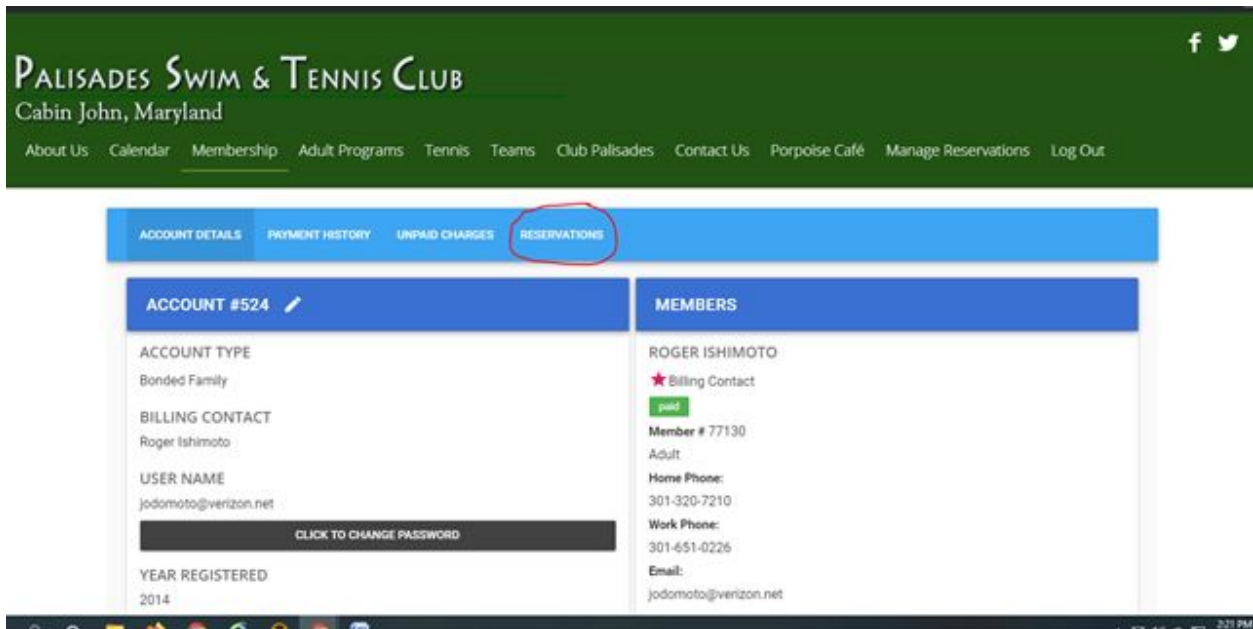 PALISADES SWIM & TENNIS CLUB
Cabin John, Maryland
About Us Calendar Membership Adult Programs Tennis Teams Club Palisades Contact Us Porpoise Café Manage Reservations Log Out
ACCOUNT DETAILS PAYMENT HISTORY UNPAID CHARGES RESERVATIONS
ACCOUNT #524
ACCOUNT TYPE
Bonded Family
BILLING CONTACT
Roger Ishimoto
USER NAME
jodomoto@verizon.net
CLICK TO CHANGE PASSWORD
YEAR REGISTERED
2014
MEMBERS
ROGER ISHIMOTO
Billing Contact
paid
Member # 77130
Adult
Home Phone:
301-320-7210
Work Phone:
301-651-0226
Email:
jodomoto@verizon.net
2:21 PM